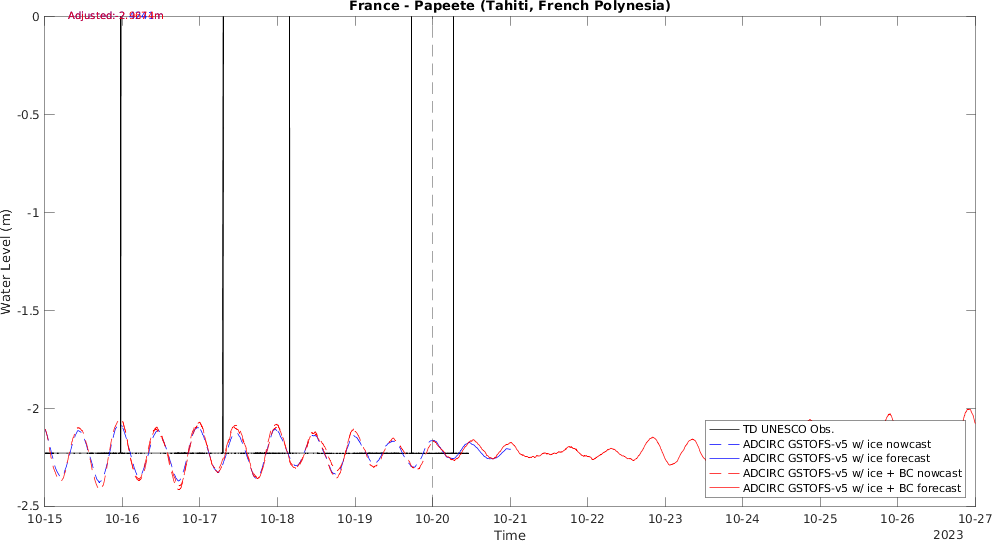 France - Papeete (Tahiti, French Polynesia)
Adjusted:
Water Level (m)
0
-0.5
-1
-1.5
-2
-2.5
10-15 10-16 10-17 10-18 10-19 10-20 10-21 10-22 10-23 10-24 10-25 10-26 10-27
Time
2023
TD UNESCO Obs.
ADCIRC GSTOFS-v5 w/ ice nowcast
ADCIRC GSTOFS-v5 w/ ice forecast
ADCIRC GSTOFS-v5 w/ ice + BC nowcast
ADCIRC GSTOFS-v5 w/ ice + BC forecast